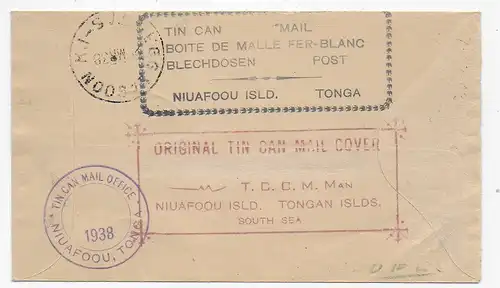 TIN CAN MAIL
BOITE DE MALLE FER-BLANC
BLECHDOSEN POST
NIUAFOOU ISLD. TONGA
ORIGINAL TIN CAN MAIL COVER
T. C. C. M. MAN
NIUAFOOU ISLD. TONGAN ISLDS.
SOUTH SEA
TIN CAN MAIL OFFICE
1938
NIUAFOOU, TONGA